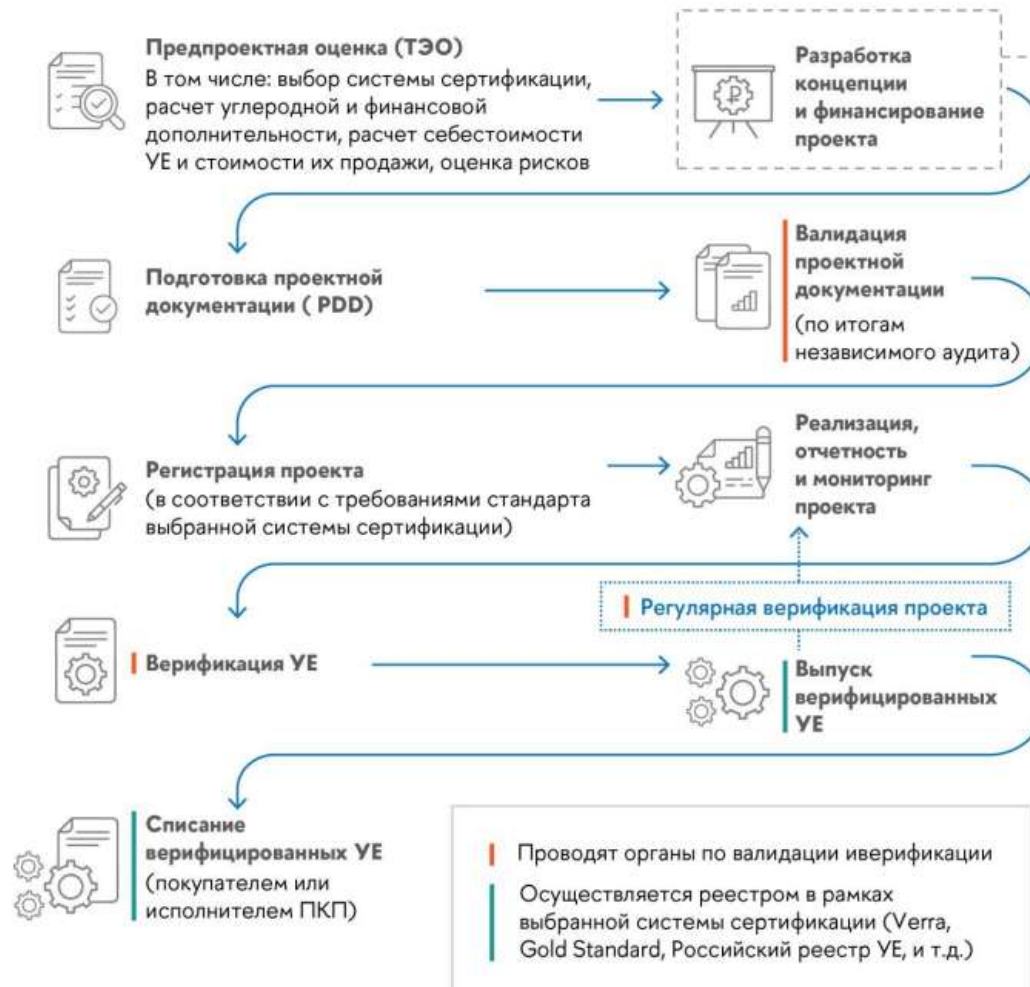 Предпроектная оценка (ТЭО)
В том числе: выбор системы сертификации,
расчет углеродной и финансовой
дополнительности, расчет себестоимости
УЕ и стоимости их продажи, оценка рисков
₽
Разработка
концепции
и финансирование
проекта
Подготовка проектной
документации ( PDD)
Валидация
проектной
документации
(по итогам
независимого аудита)
Регистрация проекта
(в соответствии с требованиями стандарта
выбранной системы сертификации)
Реализация,
отчетность
и мониторинг
проекта
Регулярная верификация проекта
Верификация УЕ
Выпуск
верифицированных
УЕ
Списание
верифицированных УЕ
(покупателем или
исполнителем ПКП)
Проводят органы по валидации иверификации
Осуществляется реестром в рамках
выбранной системы сертификации (Verra,
Gold Standard, Российский реестр УЕ, и т.д.)